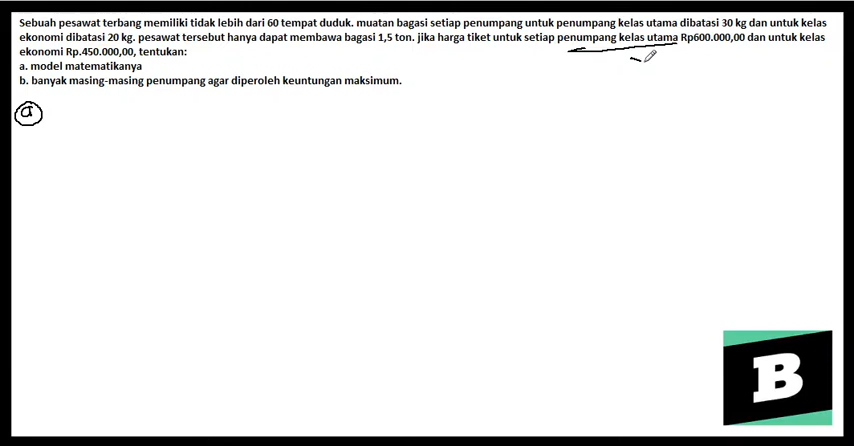 Sebuah pesawat terbang memiliki tidak lebih dari 60 tempat duduk. muatan bagasi setiap penumpang untuk penumpang kelas utama dibatasi 30 kg dan untuk kelas
ekonomi dibatasi 20 kg. pesawat tersebut hanya dapat membawa bagasi 1,5 ton. jika harga tiket untuk setiap penumpang kelas utama Rp600.000,00 dan untuk kelas
ekonomi Rp.450.000,00, tentukan:
a. model matematikanya
b. banyak masing-masing penumpang agar diperoleh keuntungan maksimum.
a
B